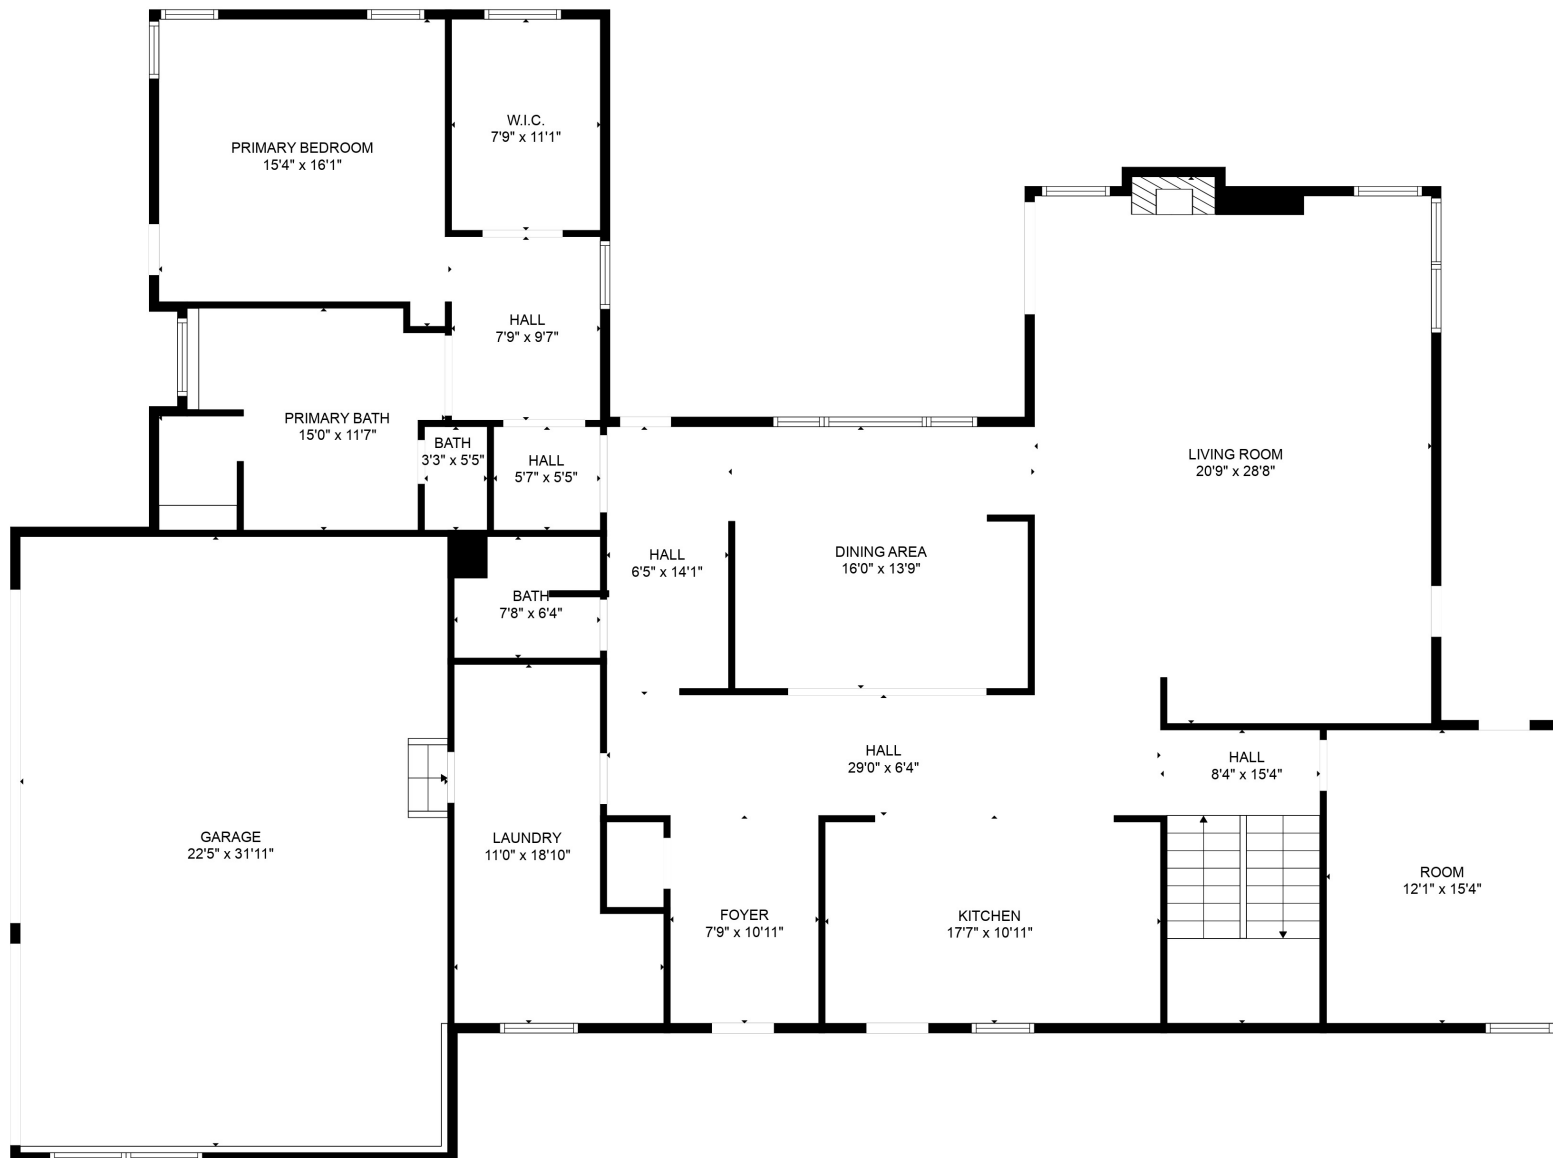 W.I.C.
7'9" x 11'1"
PRIMARY BEDROOM
15'4" x 16'1"
HALL
7'9" x 9'7"
PRIMARY BATH
15'0" x 11'7"
BATH
3'3" x 5'5"
HALL
5'7" x 5'5"
LIVING ROOM
20'9" x 28'8"
HALL
6'5" x 14'1"
DINING AREA
16'0" x 13'9"
BATH
7'8" x 6'4"
HALL
29'0" x 6'4"
HALL
8'4" x 15'4"
GARAGE
22'5" x 31'11"
LAUNDRY
11'0" x 18'10"
FOYER
7'9" x 10'11"
KITCHEN
17'7" x 10'11"
ROOM
12'1" x 15'4"